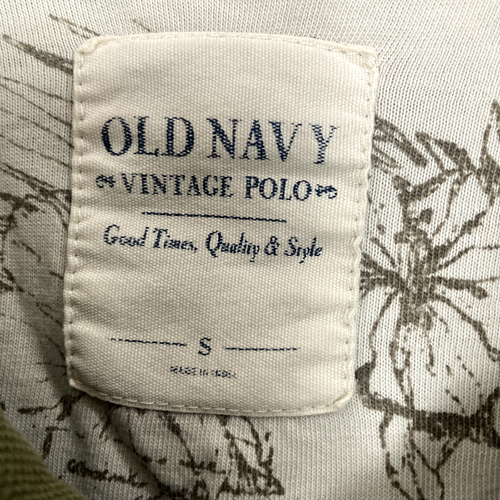 OLD NAVY
VINTAGE POLO
Good Times, Quality & Style
S
MADE IN INDIA